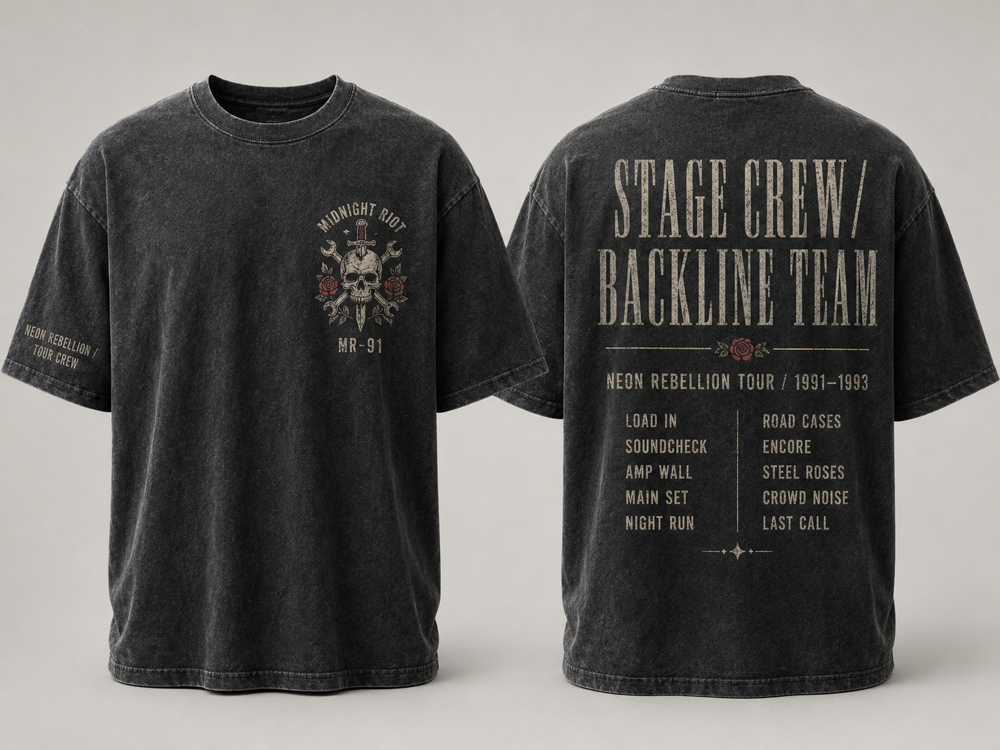 MIDNIGHT RIOT
MR-91
NEON REBELLION /
TOUR CREW
STAGE CREW/
BACKLINE TEAM
NEON REBELLION TOUR / 1991–1993
LOAD IN
SOUNDCHECK
AMP WALL
MAIN SET
NIGHT RUN
ROAD CASES
ENCORE
STEEL ROSES
CROWD NOISE
LAST CALL